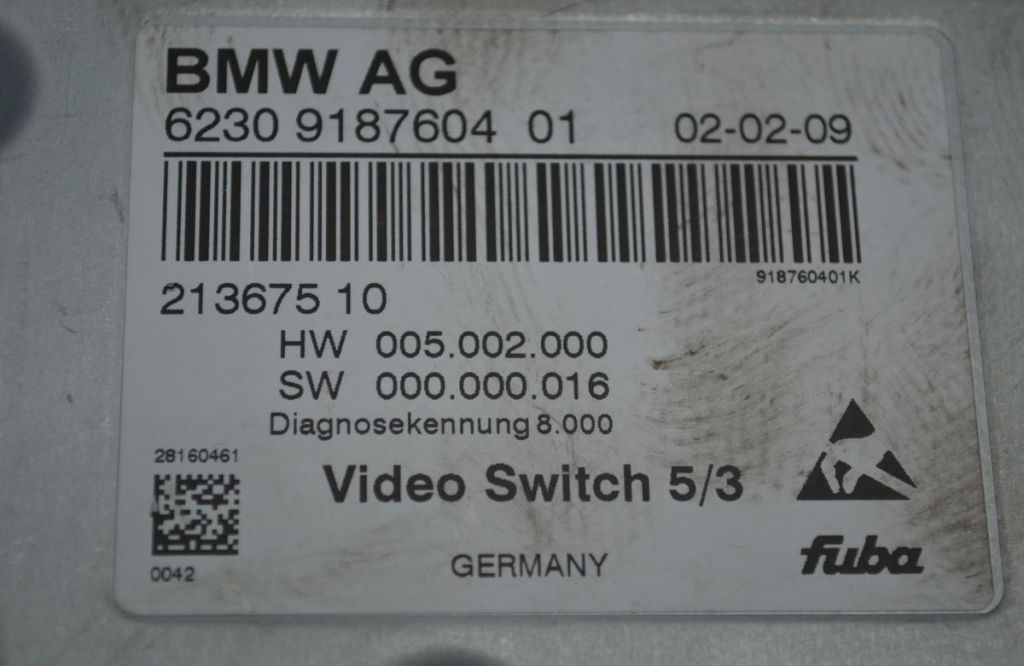 BMW AG
6230 9187604 01 02-02-09
918760401K
213675 10
HW 005.002.000
SW 000.000.016
Diagnosekennung 8.000
28160461
Video Switch 5/3
0042
GERMANY
fuba